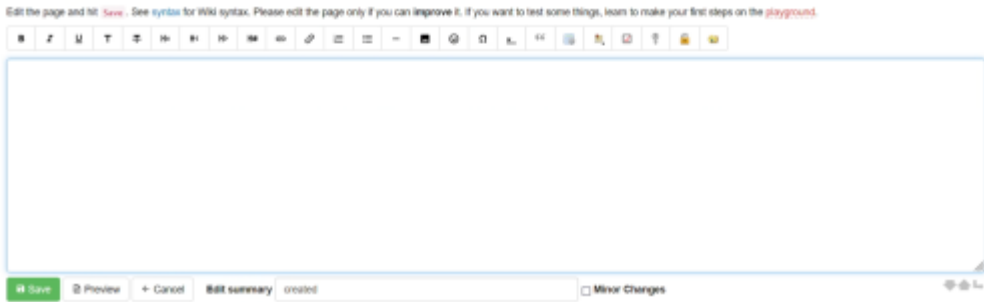 Edit the page and hit Save. See syntax for Wiki syntax. Please edit the page only if you can improve it. If you want to test some things, learn to make your first steps on the playground.
B I U T
Save Preview + Cancel Edit summary created Minor Changes